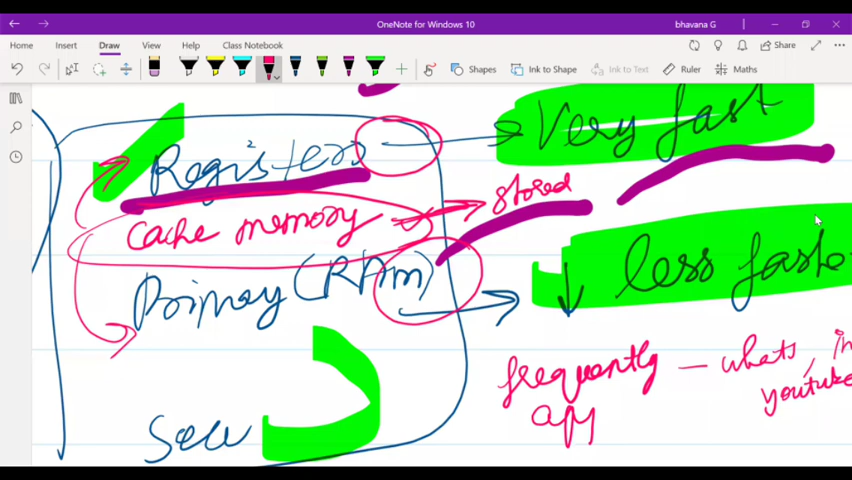 OneNote for Windows 10
bhavana G
Home Insert Draw View Help Class Notebook
Share
Shapes Ink to Shape Ink to Text Ruler Maths
Registers → Very fast
Cache memory → stored
Primary (RAM) → ↓ less faste
frequently — whats, in
app youtube